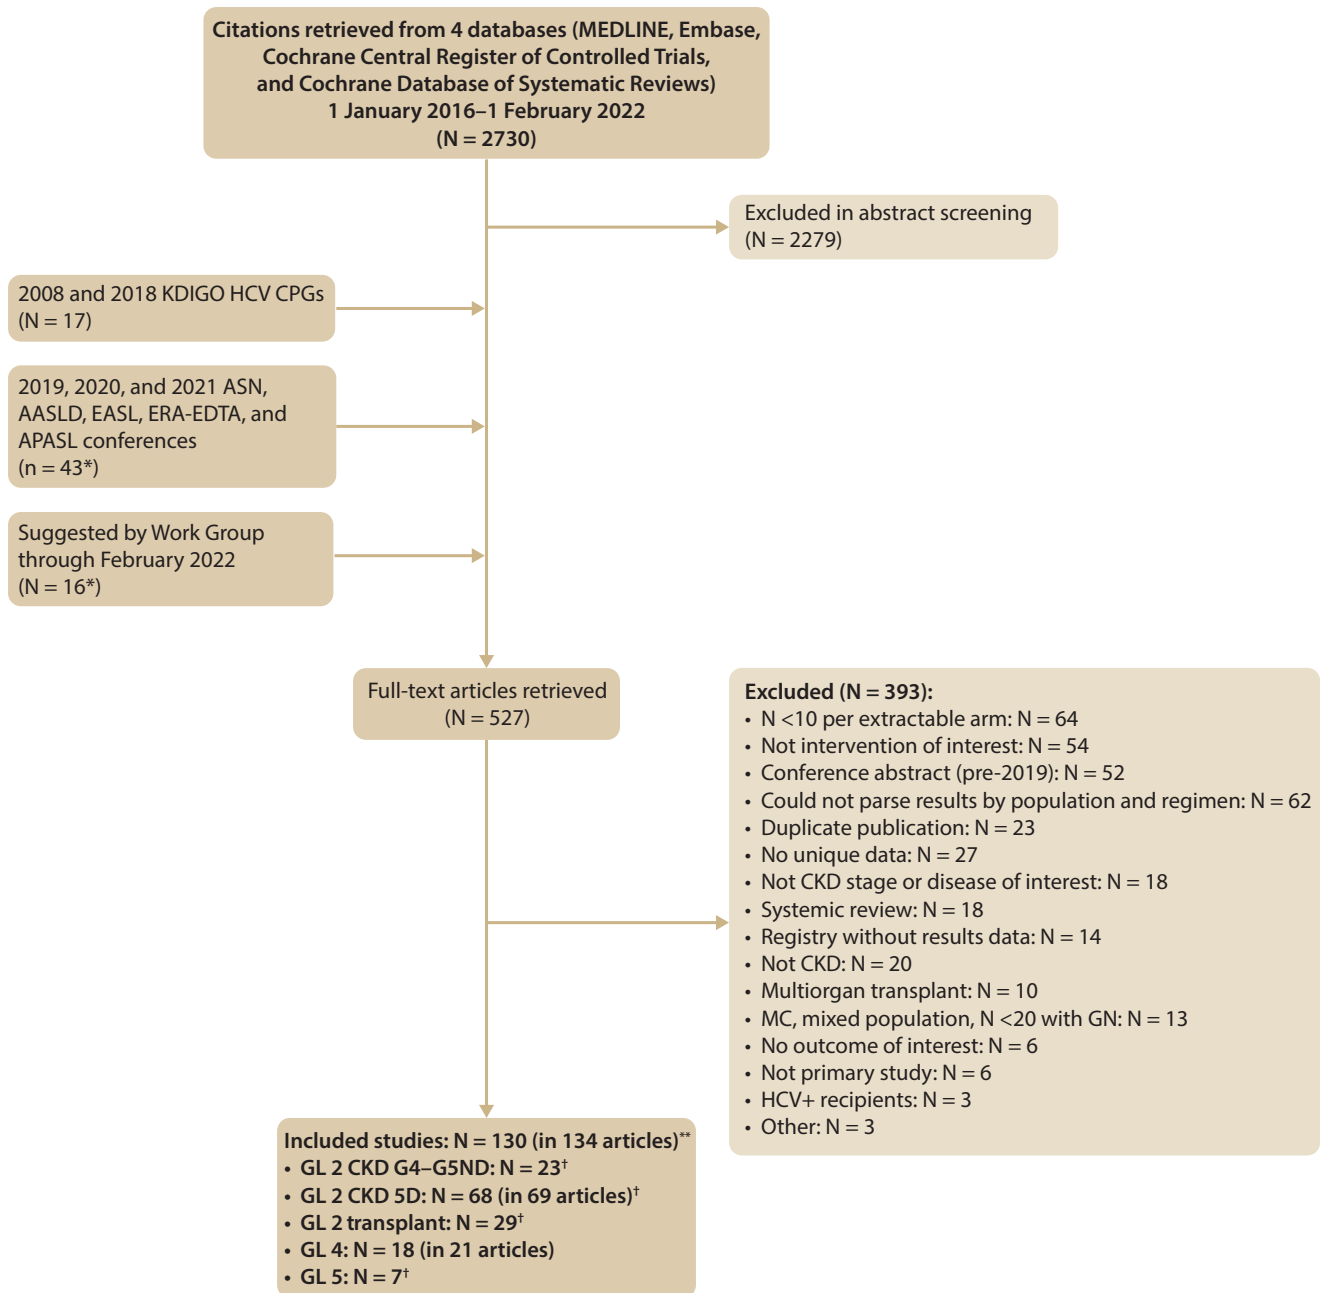 Citations retrieved from 4 databases (MEDLINE, Embase,
Cochrane Central Register of Controlled Trials,
and Cochrane Database of Systematic Reviews)
1 January 2016–1 February 2022
(N = 2730)
Excluded in abstract screening
(N = 2279)
2008 and 2018 KDIGO HCV CPGs
(N = 17)
2019, 2020, and 2021 ASN,
AASLD, EASL, ERA-EDTA, and
APASL conferences
(n = 43*)
Suggested by Work Group
through February 2022
(N = 16*)
Full-text articles retrieved
(N = 527)
Excluded (N = 393):
• N <10 per extractable arm: N = 64
• Not intervention of interest: N = 54
• Conference abstract (pre-2019): N = 52
• Could not parse results by population and regimen: N = 62
• Duplicate publication: N = 23
• No unique data: N = 27
• Not CKD stage or disease of interest: N = 18
• Systemic review: N = 18
• Registry without results data: N = 14
• Not CKD: N = 20
• Multiorgan transplant: N = 10
• MC, mixed population, N <20 with GN: N = 13
• No outcome of interest: N = 6
• Not primary study: N = 6
• HCV+ recipients: N = 3
• Other: N = 3
Included studies: N = 130 (in 134 articles)**
• GL 2 CKD G4–G5ND: N = 23†
• GL 2 CKD 5D: N = 68 (in 69 articles)†
• GL 2 transplant: N = 29†
• GL 4: N = 18 (in 21 articles)
• GL 5: N = 7†